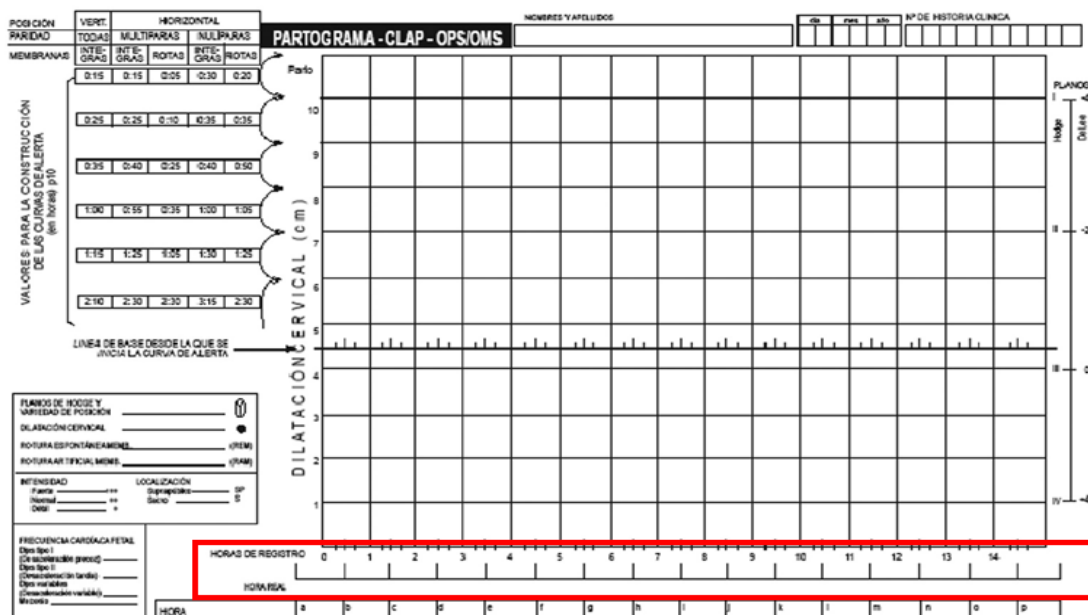 POSICIÓN VERT. HORIZONTAL
PARIDAD TODAS MULTIPARAS NULÍPARAS
MEMBRANAS INTE-GRAS INTE-GRAS ROTAS INTE-GRAS ROTAS
PARTOGRAMA - CLAP - OPS/OMS
NOMBRES Y APELLIDOS
día mes año
Nº DE HISTORIA CLINICA
VALORES PARA LA CONSTRUCCIÓN
DE LAS CURVAS DE ALERTA
(en horas) p10
0:15 0:15 0:05 0:30 0:20
0:25 0:25 0:10 0:35 0:35
0:35 0:40 0:25 0:40 0:50
1:00 0:55 0:35 1:00 1:05
1:15 1:25 1:05 1:30 1:25
2:10 2:30 2:30 3:15 2:30
LINEA DE BASE DESDE LA QUE SE
INICIA LA CURVA DE ALERTA
DILATACIÓN CERVICAL (cm)
Parto
10
9
8
7
6
5
4
3
2
1
PLANOS
Hodge
De Lee
I -4
II -2
III 0
IV
PLANOS DE HODGE Y
VARIEDAD DE POSICIÓN
DILATACIÓN CERVICAL
ROTURA ESPONTÁNEA MEMB. (REM)
ROTURA ARTIFICIAL MEMB. (RAM)
INTENSIDAD LOCALIZACIÓN
Fuerte +++ Suprapúbico SP
Normal ++ Sacro S
Débil +
FRECUENCIA CARDÍACA FETAL
Dips tipo I
(Desaceleración precoz)
Dips tipo II
(Desaceleración tardía)
Dips variables
(Desaceleración variable)
Meconio
HORAS DE REGISTRO 0 1 2 3 4 5 6 7 8 9 10 11 12 13 14
HORA REAL
HORA a b c d e f g h i j k l m n o p